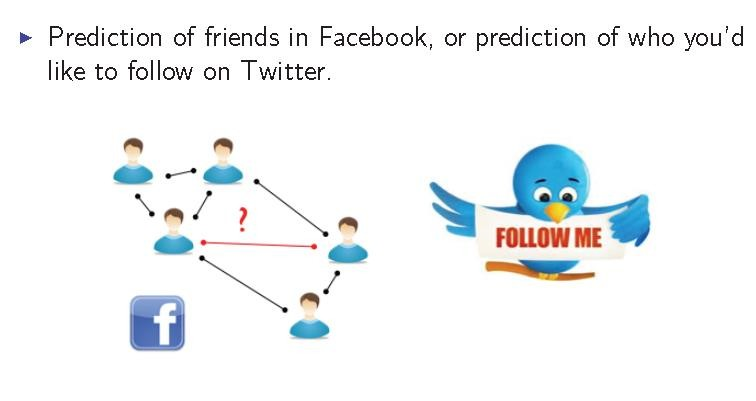 Prediction of friends in Facebook, or prediction of who you'd
like to follow on Twitter.
?
FOLLOW ME
f